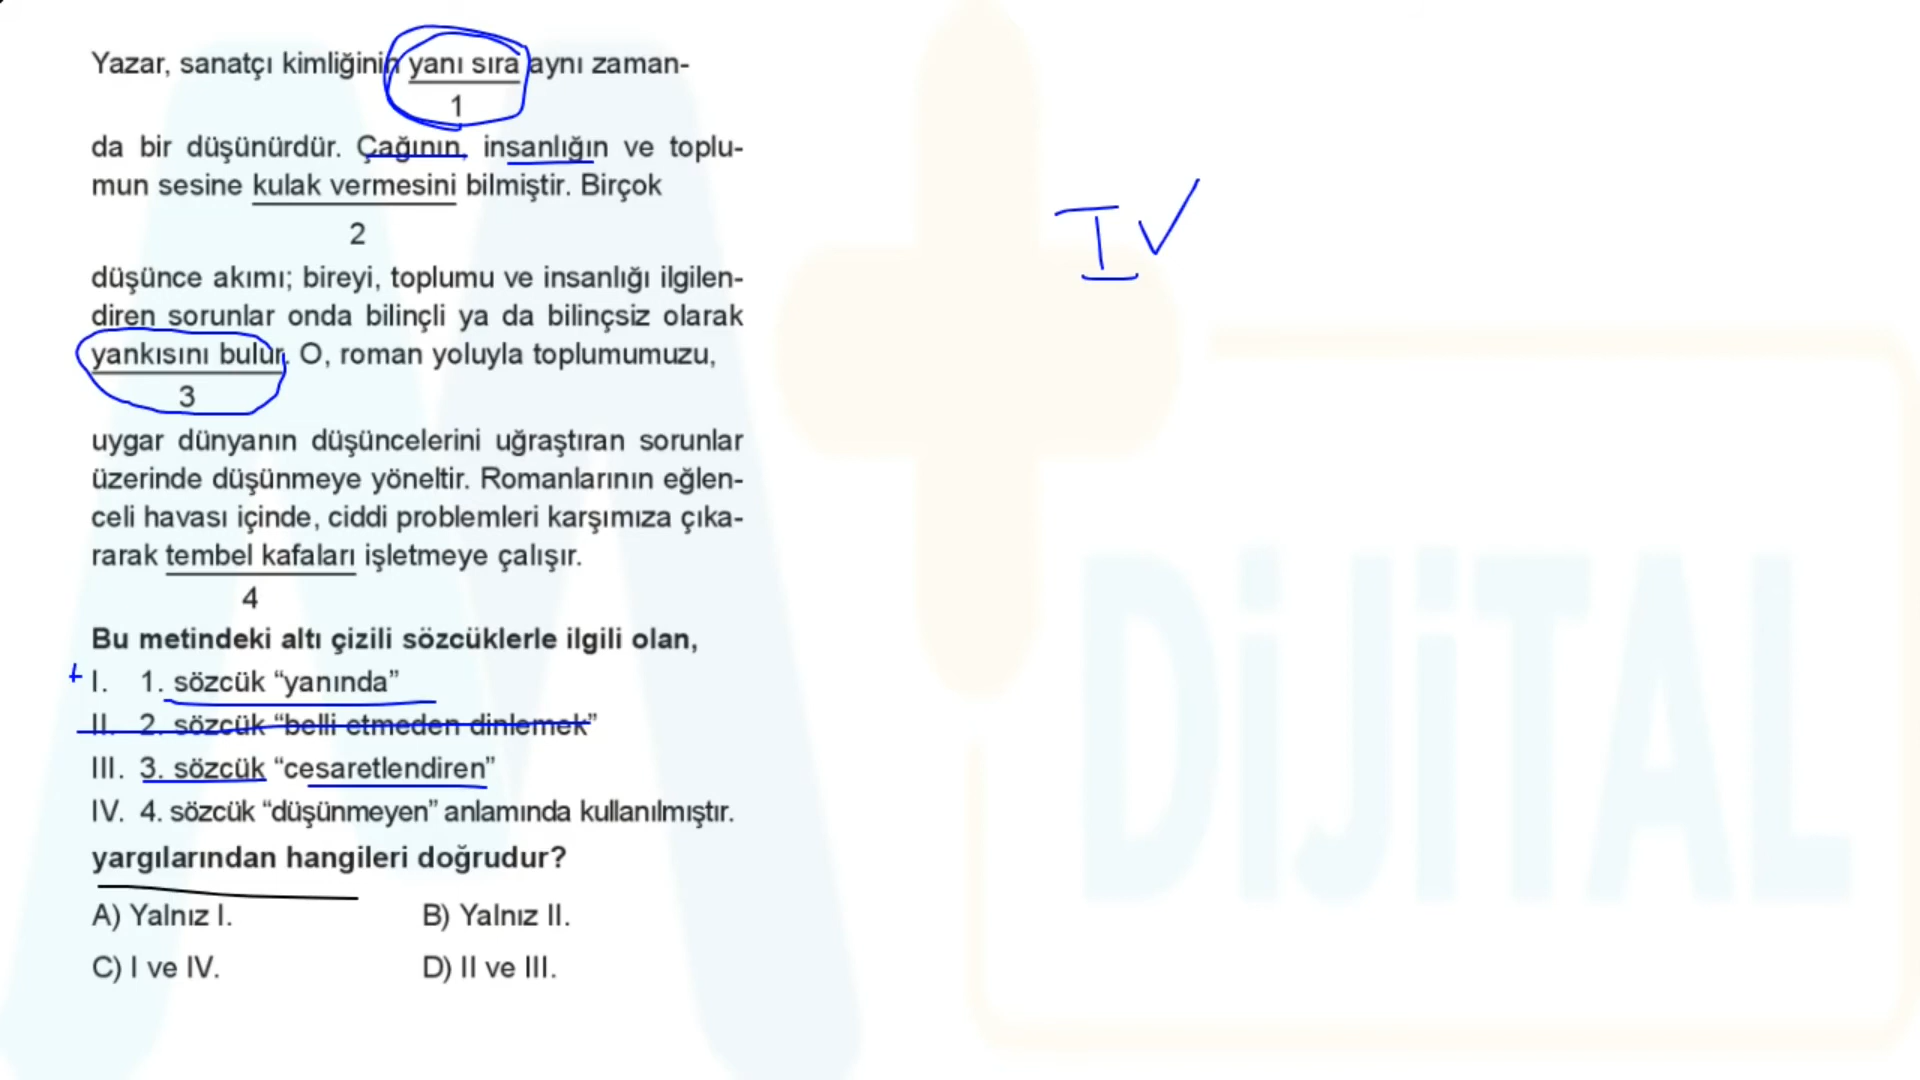 Yazar, sanatçı kimliğinin yanı sıra aynı zaman-
1
da bir düşünürdür. Çağının, insanlığın ve toplu-
mun sesine kulak vermesini bilmiştir. Birçok
2
düşünce akımı; bireyi, toplumu ve insanlığı ilgilen-
diren sorunlar onda bilinçli ya da bilinçsiz olarak
yankısını bulur. O, roman yoluyla toplumumuzu,
3
uygar dünyanın düşüncelerini uğraştıran sorunlar
üzerinde düşünmeye yöneltir. Romanlarının eğlen-
celi havası içinde, ciddi problemleri karşımıza çıka-
rarak tembel kafaları işletmeye çalışır.
4
Bu metindeki altı çizili sözcüklerle ilgili olan,
I. 1. sözcük “yanında”
II. 2. sözcük “belli etmeden dinlemek”
III. 3. sözcük “cesaretlendiren”
IV. 4. sözcük “düşünmeyen” anlamında kullanılmıştır.
yargılarından hangileri doğrudur?
A) Yalnız I. B) Yalnız II.
C) I ve IV. D) II ve III.
I ✓
DİJİTAL